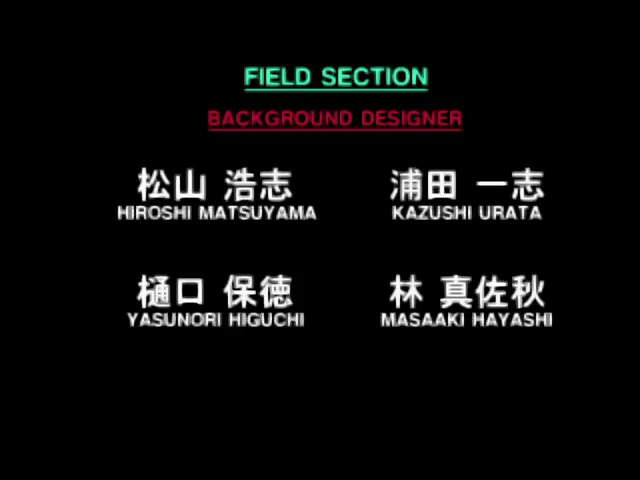 FIELD SECTION
BACKGROUND DESIGNER
松山 浩志 浦田 一志
HIROSHI MATSUYAMA KAZUSHI URATA
樋口 保徳 林 真佐秋
YASUNORI HIGUCHI MASAAKI HAYASHI